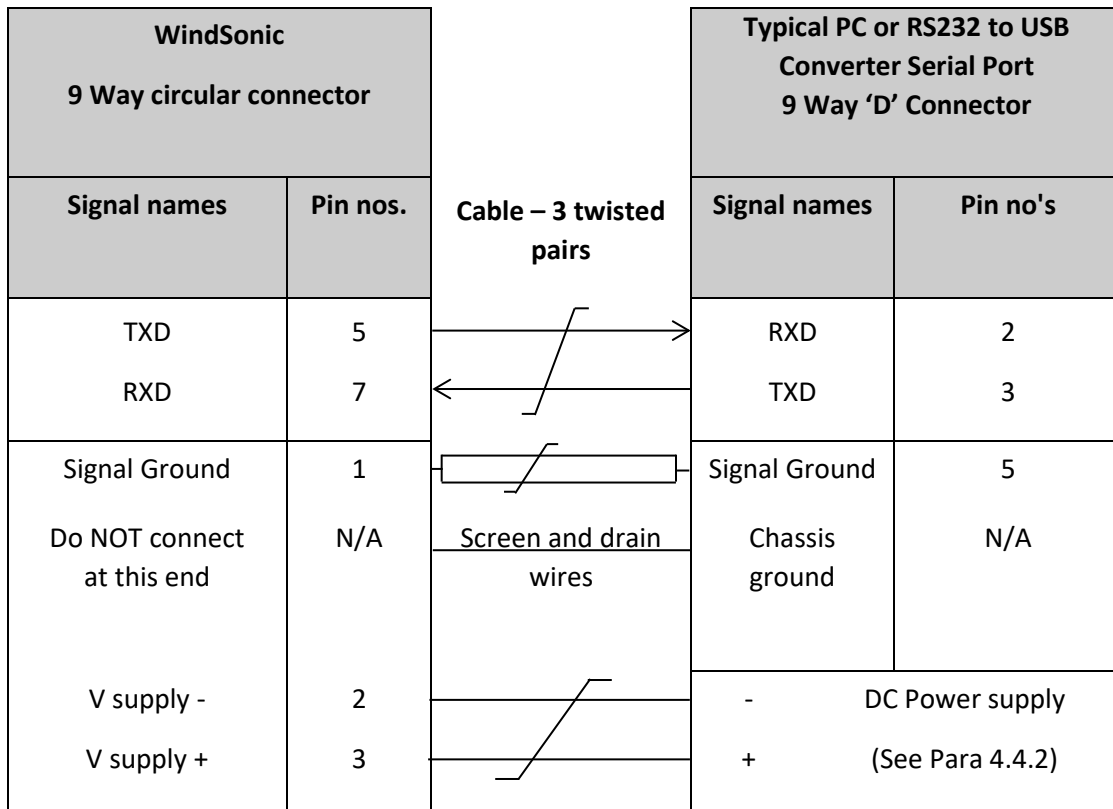 WindSonic
9 Way circular connector
Typical PC or RS232 to USB
Converter Serial Port
9 Way ‘D’ Connector
Signal names
Pin nos.
Cable – 3 twisted
pairs
Signal names
Pin no's
TXD
5
RXD
2
RXD
7
TXD
3
Signal Ground
1
Signal Ground
5
Do NOT connect
at this end
N/A
Screen and drain
wires
Chassis
ground
N/A
V supply -
2
-
DC Power supply
V supply +
3
+
(See Para 4.4.2)